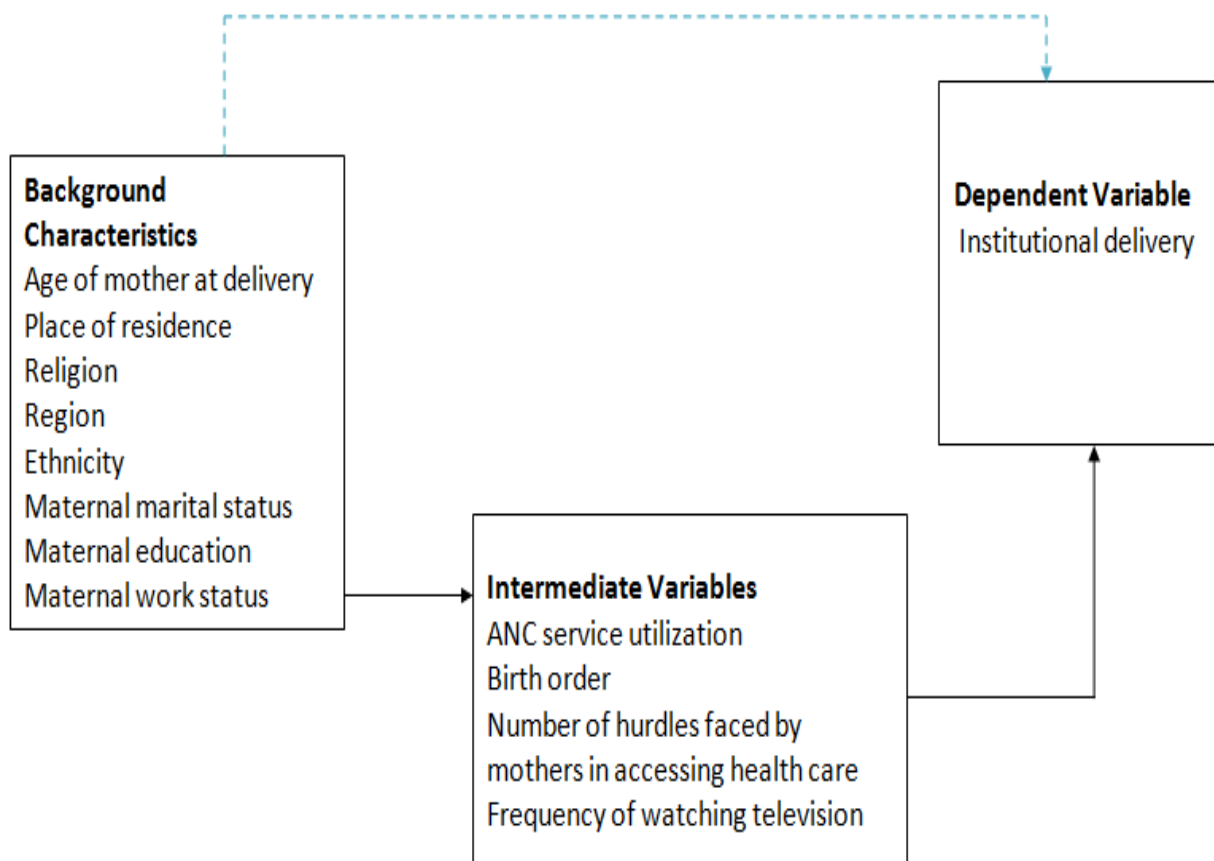 Background
Characteristics
Age of mother at delivery
Place of residence
Religion
Region
Ethnicity
Maternal marital status
Maternal education
Maternal work status
Intermediate Variables
ANC service utilization
Birth order
Number of hurdles faced by
mothers in accessing health care
Frequency of watching television
Dependent Variable
Institutional delivery